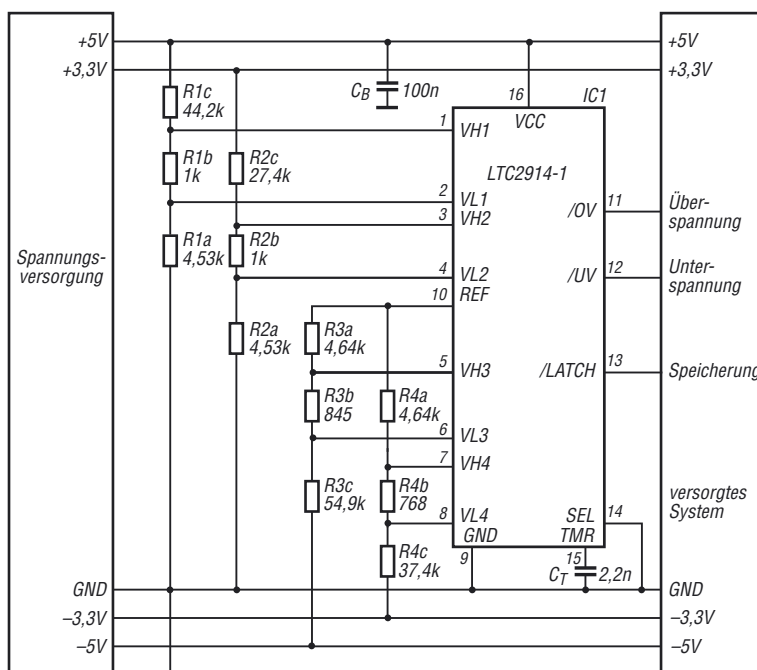 +5V
+5V
+3,3V
+3,3V
R1c
44,2k
CB
100n
16
IC1
VCC
1
VH1
LTC2914-1
R1b
1k
R2c
27,4k
2
VL1
3
VH2
/OV
11
Über-
spannung
R1a
4,53k
R2b
1k
Spannungs-
versorgung
4
VL2
/UV
12
Unter-
spannung
10
REF
R2a
4,53k
R3a
4,64k
5
VH3
/LATCH
13
Speicherung
R3b
845
R4a
4,64k
6
VL3
7
VH4
R3c
54,9k
R4b
768
8
VL4
SEL
14
versorgtes
System
GND
TMR
9
15
R4c
37,4k
CT
2,2n
GND
GND
–3,3V
–3,3V
–5V
–5V